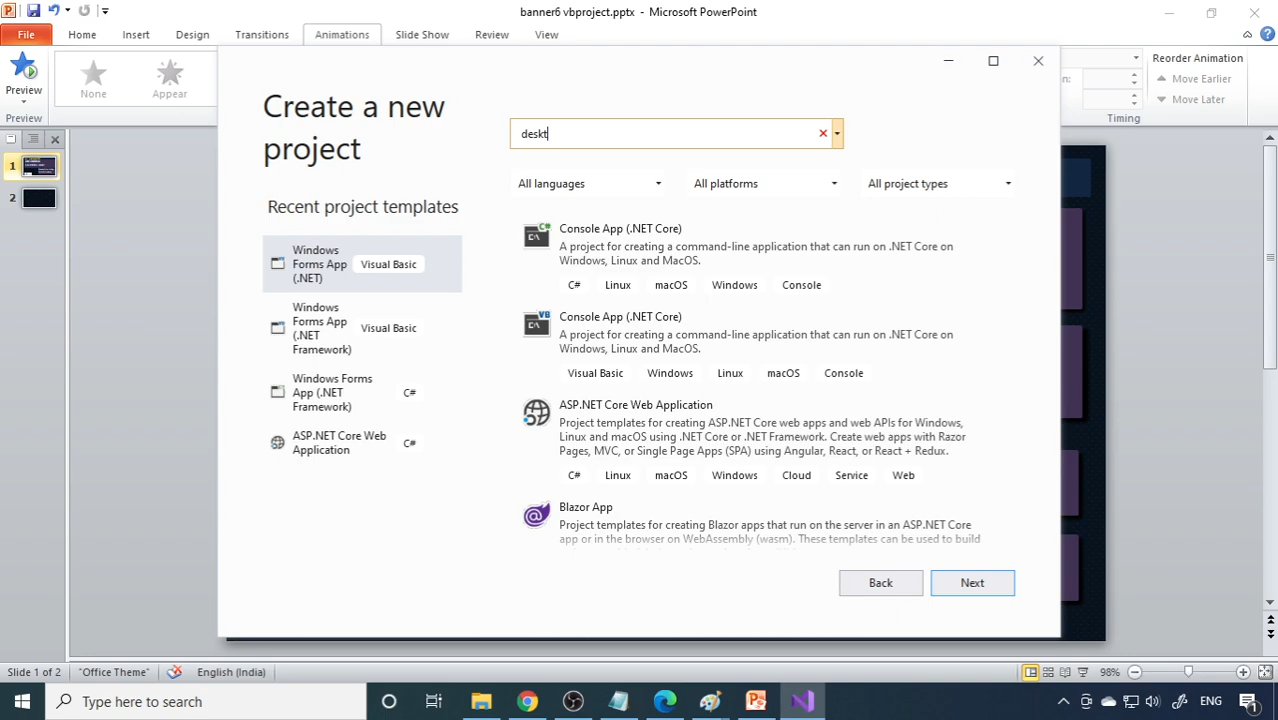 banner6 vbproject.pptx - Microsoft PowerPoint
File Home Insert Design Transitions Animations Slide Show Review View
Preview
None
Appear
Reorder Animation
Move Earlier
Move Later
Preview
Timing
1
2
Create a new
project
deskt
All languages
All platforms
All project types
Recent project templates
Windows
Forms App
(.NET)
Visual Basic
Windows
Forms App
(.NET
Framework)
Visual Basic
Windows Forms
App (.NET
Framework)
C#
ASP.NET Core Web
Application
C#
Console App (.NET Core)
A project for creating a command-line application that can run on .NET Core on
Windows, Linux and MacOS.
C# Linux macOS Windows Console
Console App (.NET Core)
A project for creating a command-line application that can run on .NET Core on
Windows, Linux and MacOS.
Visual Basic Windows Linux macOS Console
ASP.NET Core Web Application
Project templates for creating ASP.NET Core web apps and web APIs for Windows,
Linux and macOS using .NET Core or .NET Framework. Create web apps with Razor
Pages, MVC, or Single Page Apps (SPA) using Angular, React, or React + Redux.
C# Linux macOS Windows Cloud Service Web
Blazor App
Project templates for creating Blazor apps that run on the server in an ASP.NET Core
app or in the browser on WebAssembly (wasm). These templates can be used to build
Back
Next
Slide 1 of 2 "Office Theme" English (India) 98%
Type here to search
ENG
1